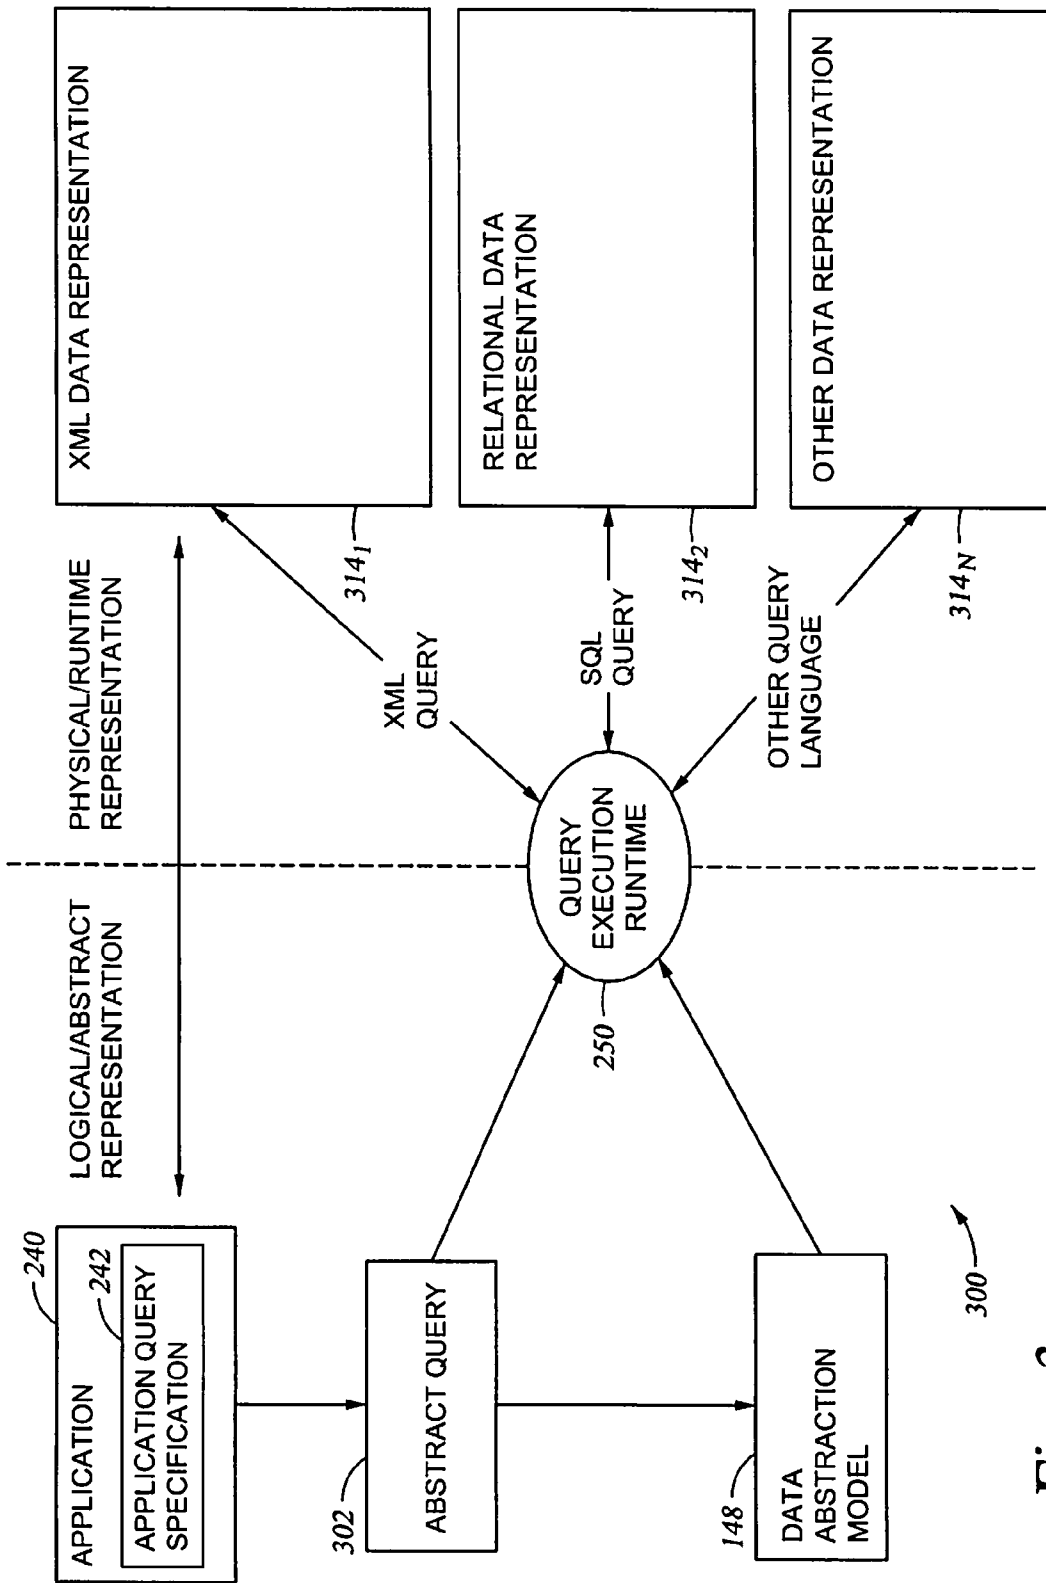 APPLICATION
240
242
APPLICATION QUERY
SPECIFICATION
LOGICAL/ABSTRACT
REPRESENTATION
PHYSICAL/RUNTIME
REPRESENTATION
XML DATA REPRESENTATION
314₁
302
ABSTRACT QUERY
XML
QUERY
QUERY
EXECUTION
RUNTIME
250
SQL
QUERY
RELATIONAL DATA
REPRESENTATION
314₂
148
DATA
ABSTRACTION
MODEL
OTHER QUERY
LANGUAGE
OTHER DATA REPRESENTATION
314N
300